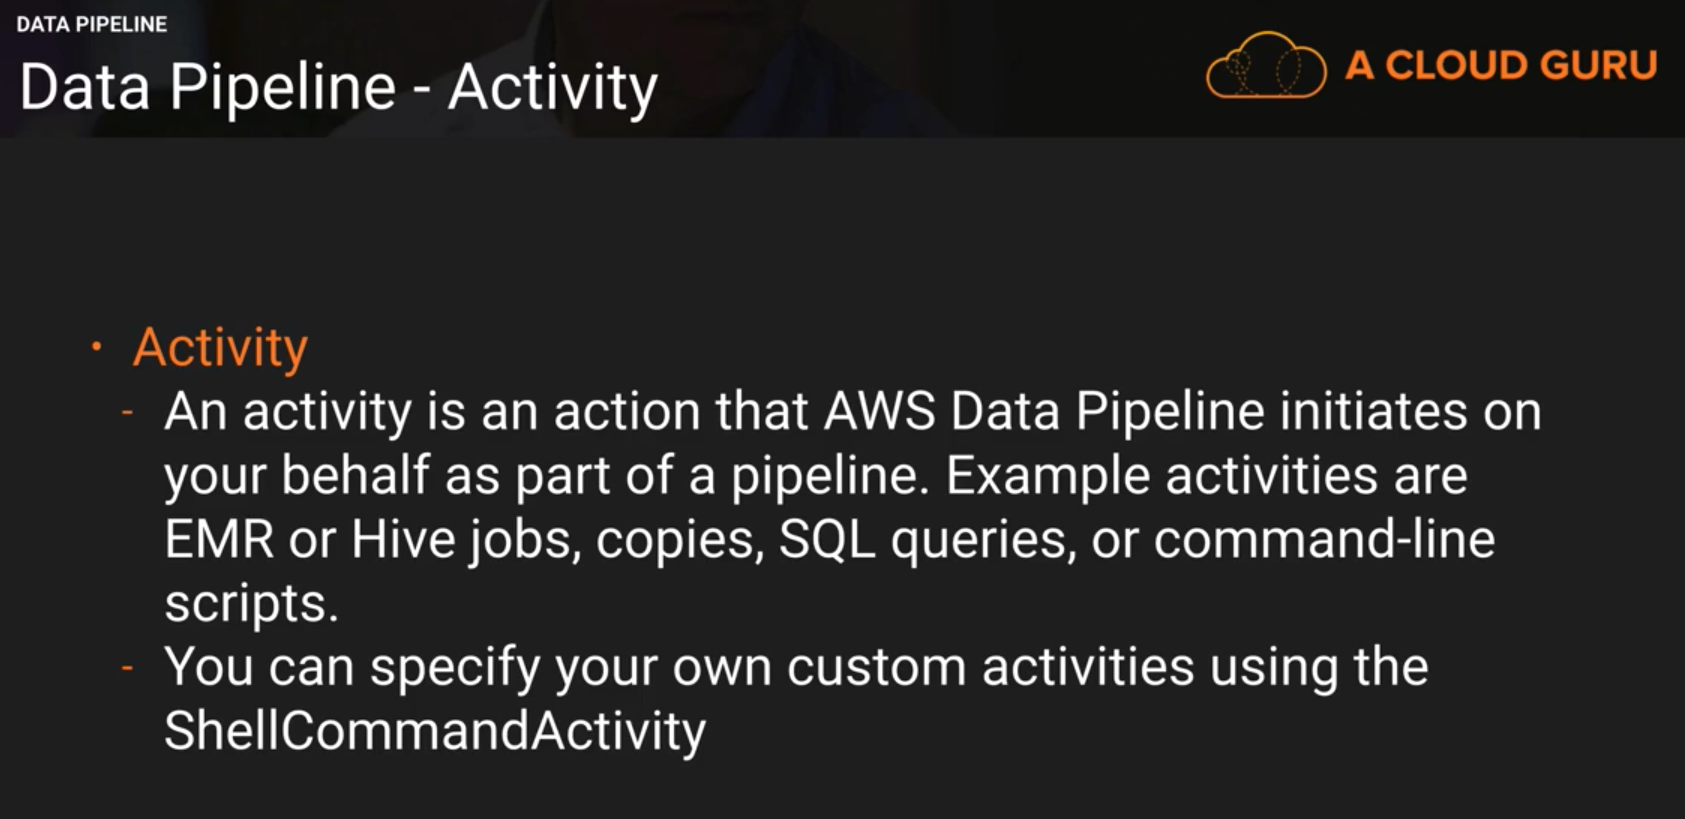 DATA PIPELINE
Data Pipeline - Activity
A CLOUD GURU
• Activity
- An activity is an action that AWS Data Pipeline initiates on
your behalf as part of a pipeline. Example activities are
EMR or Hive jobs, copies, SQL queries, or command-line
scripts.
- You can specify your own custom activities using the
ShellCommandActivity